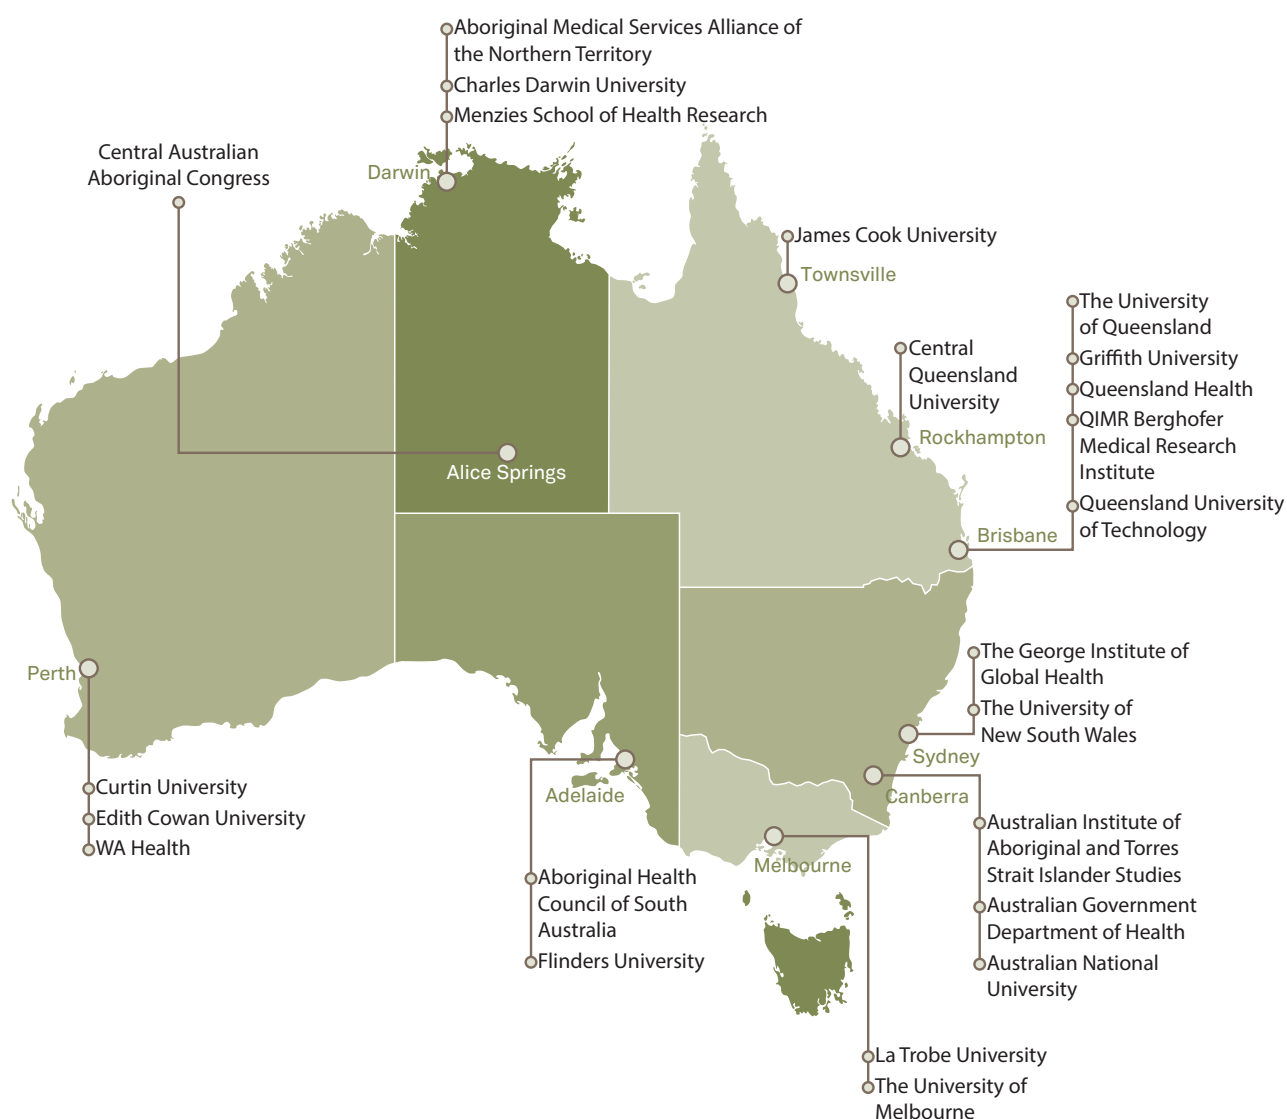 Aboriginal Medical Services Alliance of
the Northern Territory
Charles Darwin University
Menzies School of Health Research
Darwin
Central Australian
Aboriginal Congress
Alice Springs
James Cook University
Townsville
Central
Queensland
University
Rockhampton
The University
of Queensland
Griffith University
Queensland Health
QIMR Berghofer
Medical Research
Institute
Queensland University
of Technology
Brisbane
Perth
Curtin University
Edith Cowan University
WA Health
The George Institute of
Global Health
The University of
New South Wales
Sydney
Canberra
Australian Institute of
Aboriginal and Torres
Strait Islander Studies
Australian Government
Department of Health
Australian National
University
Adelaide
Aboriginal Health
Council of South
Australia
Flinders University
Melbourne
La Trobe University
The University of
Melbourne